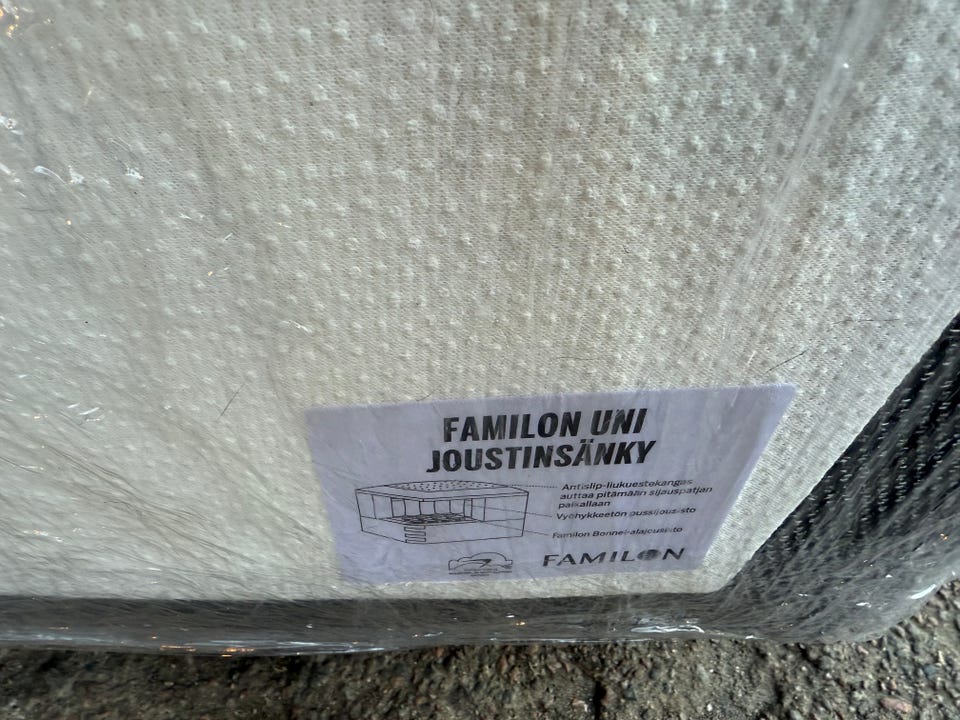 FAMILON UNI
JOUSTINSÄNKY
Antislip-liukuestekangas
auttaa pitämään sijauspatjan
paikallaan
Vyöhykkeetön pussijousisto
Familon Bonnel-alajousisto
FAMILON